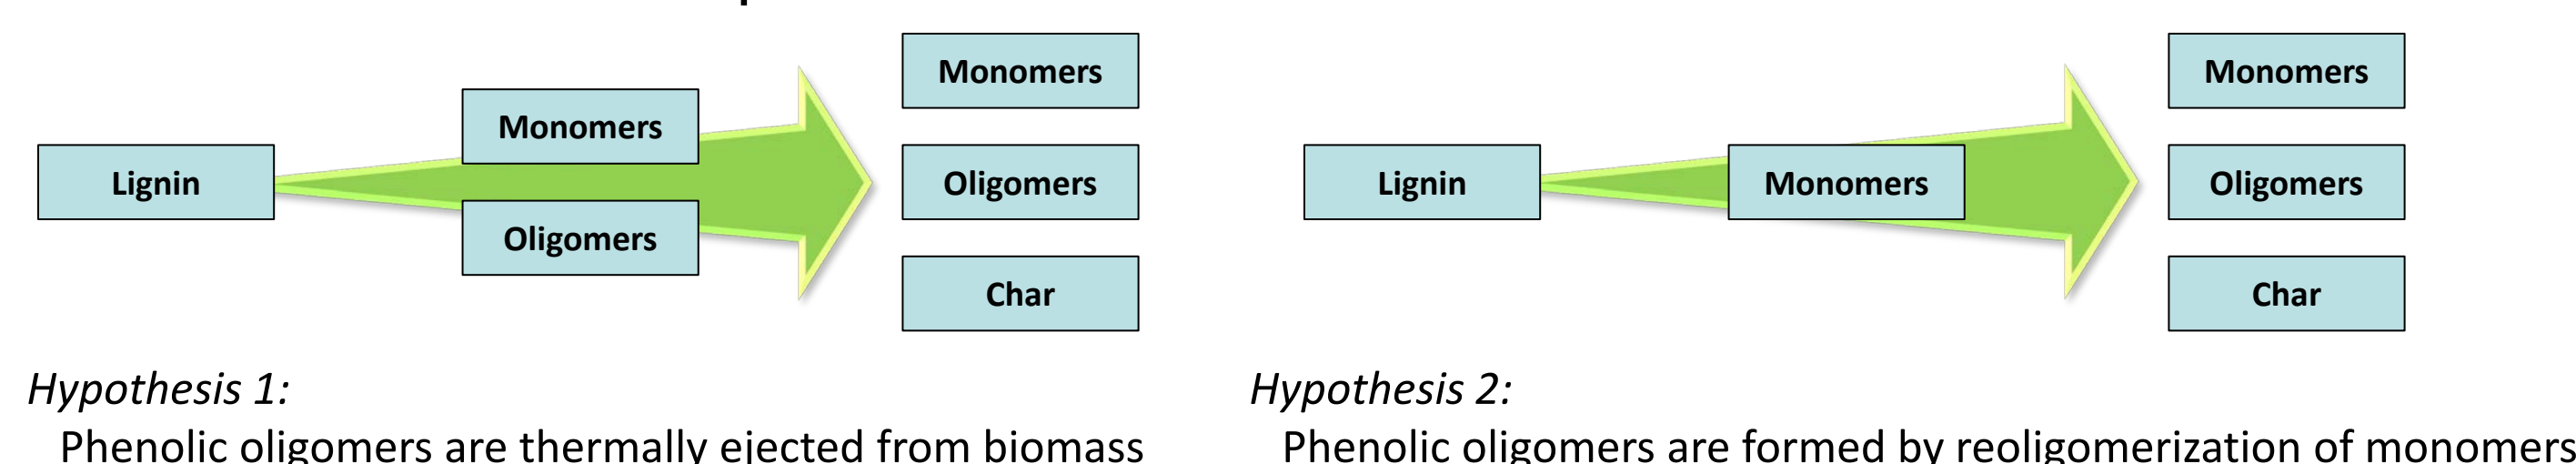 Monomers
Monomers
Lignin
Oligomers
Oligomers
Char
Monomers
Lignin
Monomers
Oligomers
Char
Hypothesis 1:
Phenolic oligomers are thermally ejected from biomass
Hypothesis 2:
Phenolic oligomers are formed by reoligomerization of monomers